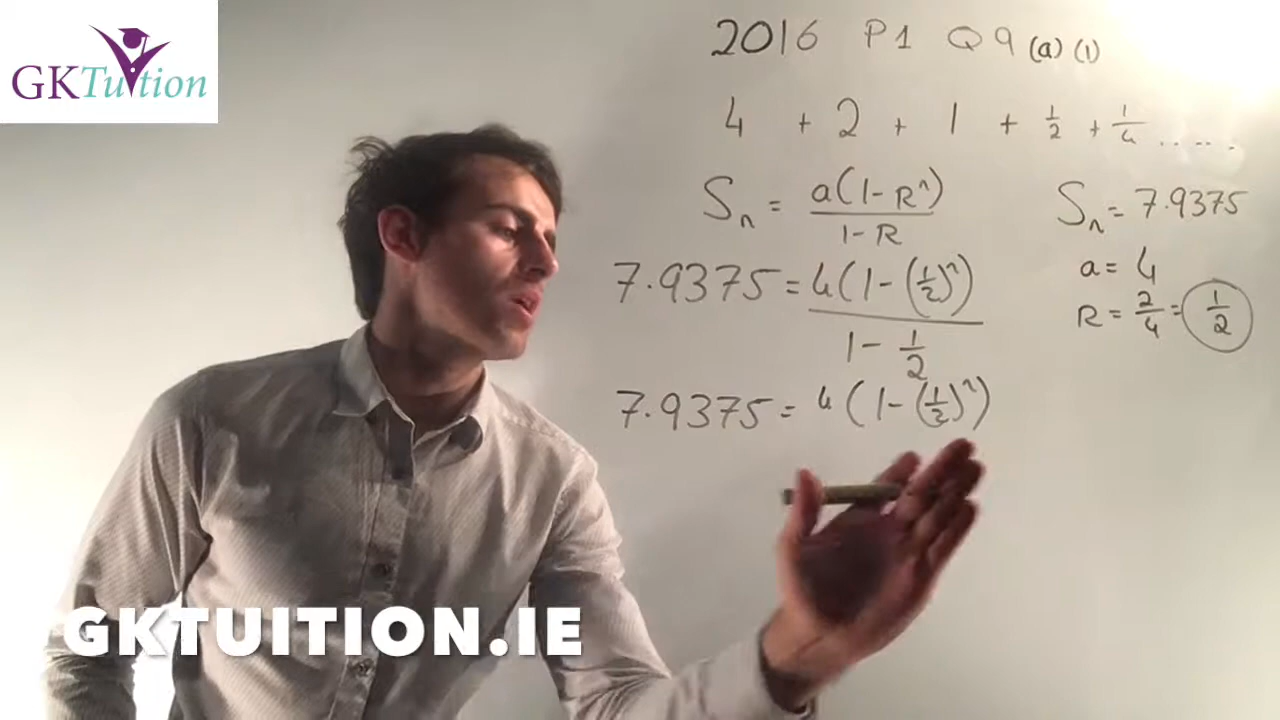 GKTuition
2016 P1 Q9 (a) (1)
4 + 2 + 1 + 1/2 + 1/4 .....
Sn = a(1-R^n) / 1-R
Sn = 7.9375
a = 4
R = 2/4 = 1/2
7.9375 = 4(1-(1/2)^n) / 1-1/2
7.9375 = 4(1-(1/2)^n)
GKTUITION.IE